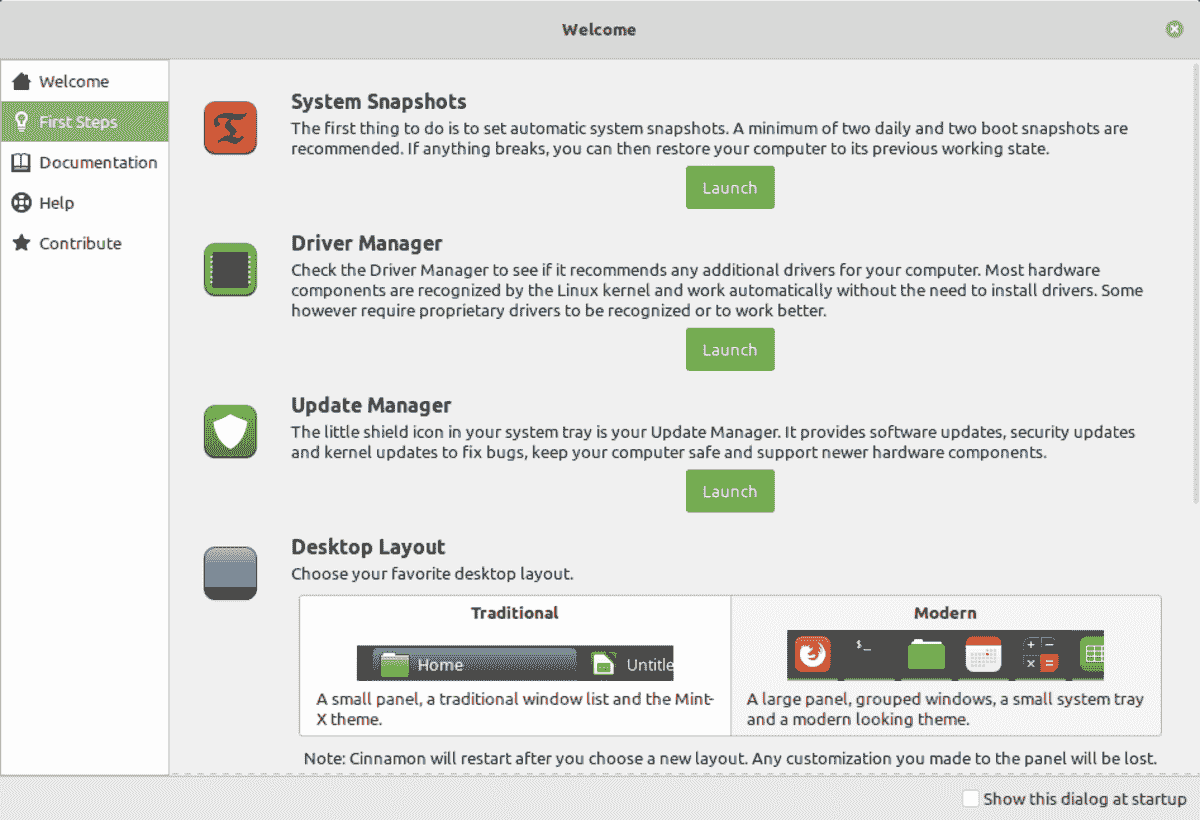 Welcome
Welcome
First Steps
Documentation
Help
Contribute
System Snapshots
The first thing to do is to set automatic system snapshots. A minimum of two daily and two boot snapshots are
recommended. If anything breaks, you can then restore your computer to its previous working state.
Launch
Driver Manager
Check the Driver Manager to see if it recommends any additional drivers for your computer. Most hardware
components are recognized by the Linux kernel and work automatically without the need to install drivers. Some
however require proprietary drivers to be recognized or to work better.
Launch
Update Manager
The little shield icon in your system tray is your Update Manager. It provides software updates, security updates
and kernel updates to fix bugs, keep your computer safe and support newer hardware components.
Launch
Desktop Layout
Choose your favorite desktop layout.
Traditional
Home
Untitle
A small panel, a traditional window list and the Mint-
X theme.
Modern
$_
A large panel, grouped windows, a small system tray
and a modern looking theme.
Note: Cinnamon will restart after you choose a new layout. Any customization you made to the panel will be lost.
Show this dialog at startup